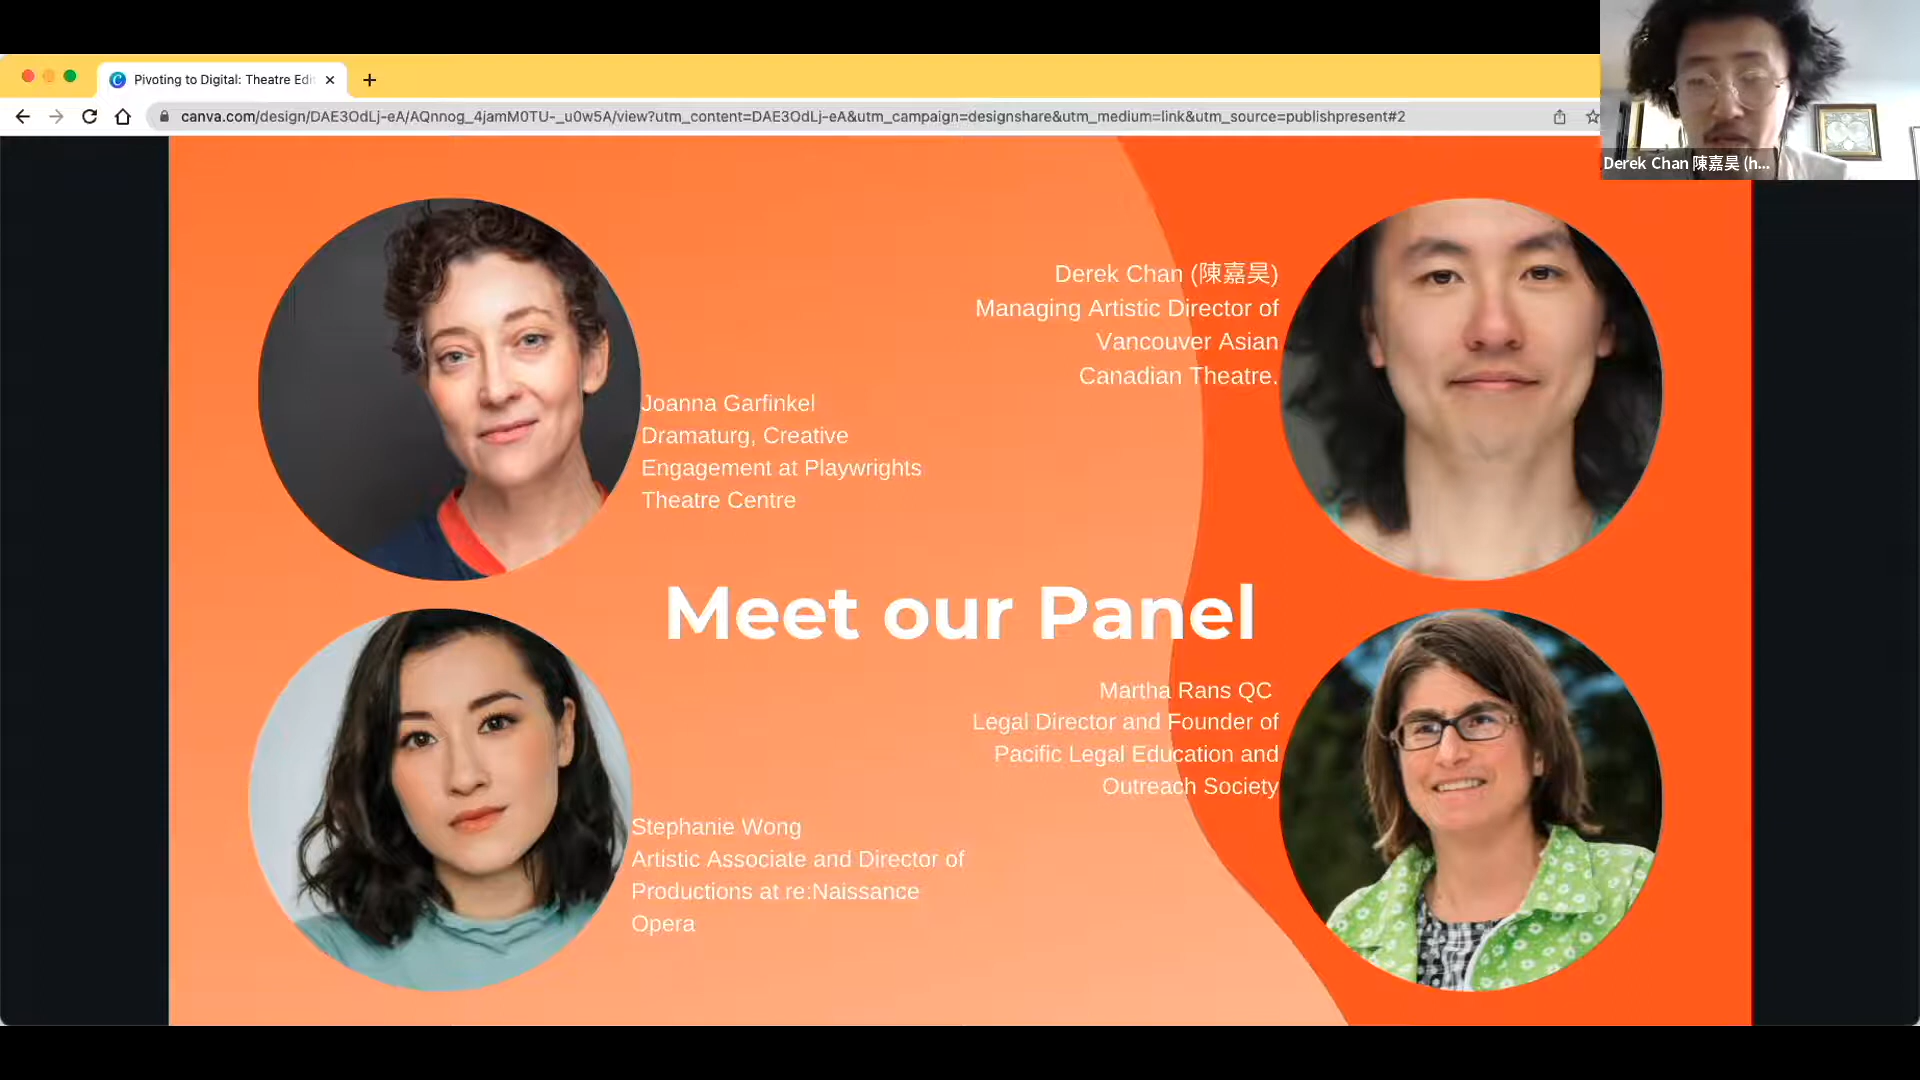 Pivoting to Digital: Theatre Edi
canva.com/design/DAE3OdLj-eA/AQnnog_4jamM0TU-_u0w5A/view?utm_content=DAE3OdLj-eA&utm_campaign=designshare&utm_medium=link&utm_source=publishpresent#2
Derek Chan 陳嘉昊 (h...
Derek Chan (陳嘉昊)
Managing Artistic Director of
Vancouver Asian
Canadian Theatre.
Joanna Garfinkel
Dramaturg, Creative
Engagement at Playwrights
Theatre Centre
Meet our Panel
Martha Rans QC
Legal Director and Founder of
Pacific Legal Education and
Outreach Society
Stephanie Wong
Artistic Associate and Director of
Productions at re:Naissance
Opera